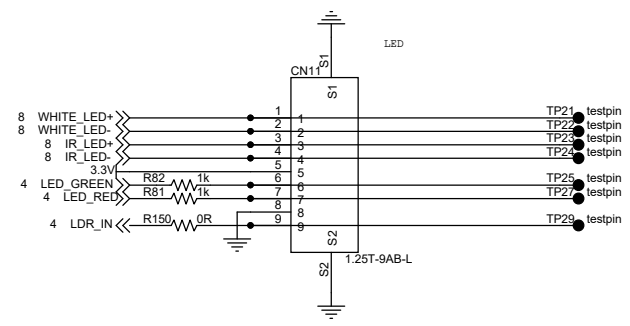 LED
S1
CN11
S1
8 WHITE_LED+ 1 1 TP21 testpin
8 WHITE_LED- 2 2 TP22 testpin
8 IR_LED+ 3 3 TP23 testpin
8 IR_LED- 4 4 TP24 testpin
3.3V 5 5
4 LED_GREEN R82 1k 6 6 TP25 testpin
4 LED_RED R81 1k 7 7 TP27 testpin
8 8
4 LDR_IN R150 0R 9 9 TP29 testpin
S2
1.25T-9AB-L
S2